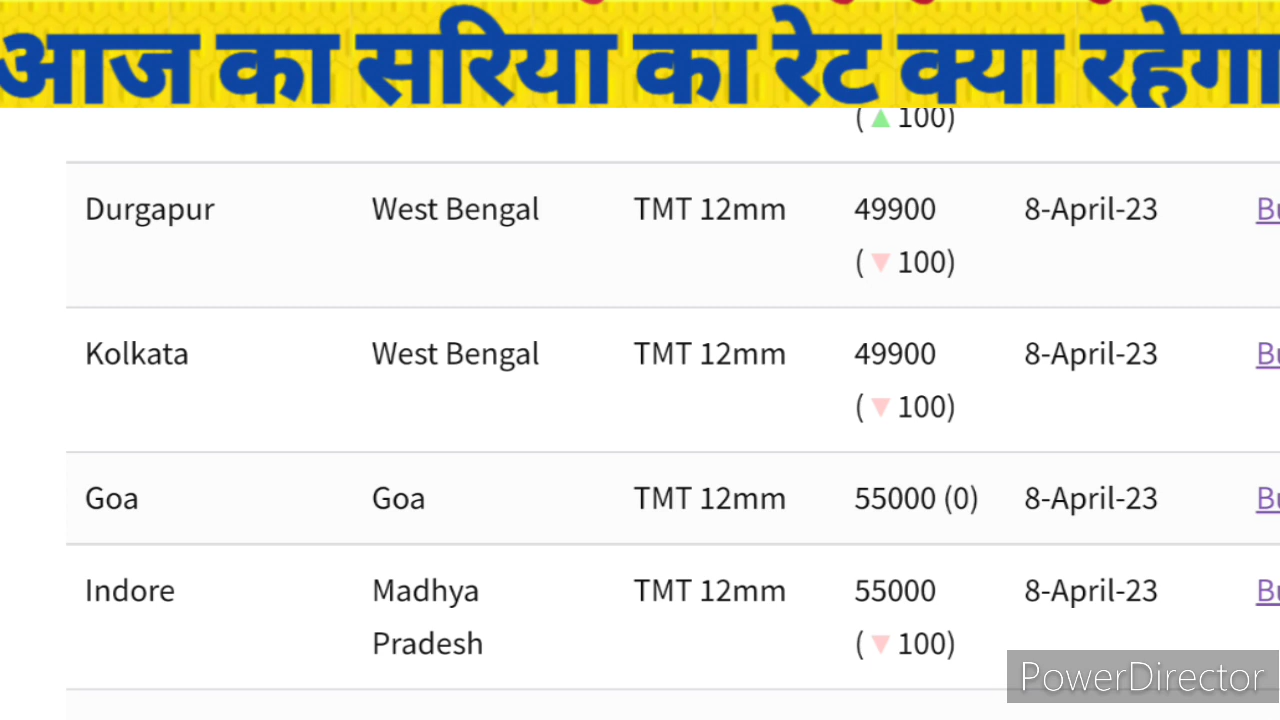 आज का सरिया का रेट क्या रहेगा
(▲100)
Durgapur West Bengal TMT 12mm 49900 8-April-23
(▼100)
Kolkata West Bengal TMT 12mm 49900 8-April-23
(▼100)
Goa Goa TMT 12mm 55000 (0) 8-April-23
Indore Madhya TMT 12mm 55000 8-April-23
Pradesh (▼100)
PowerDirector